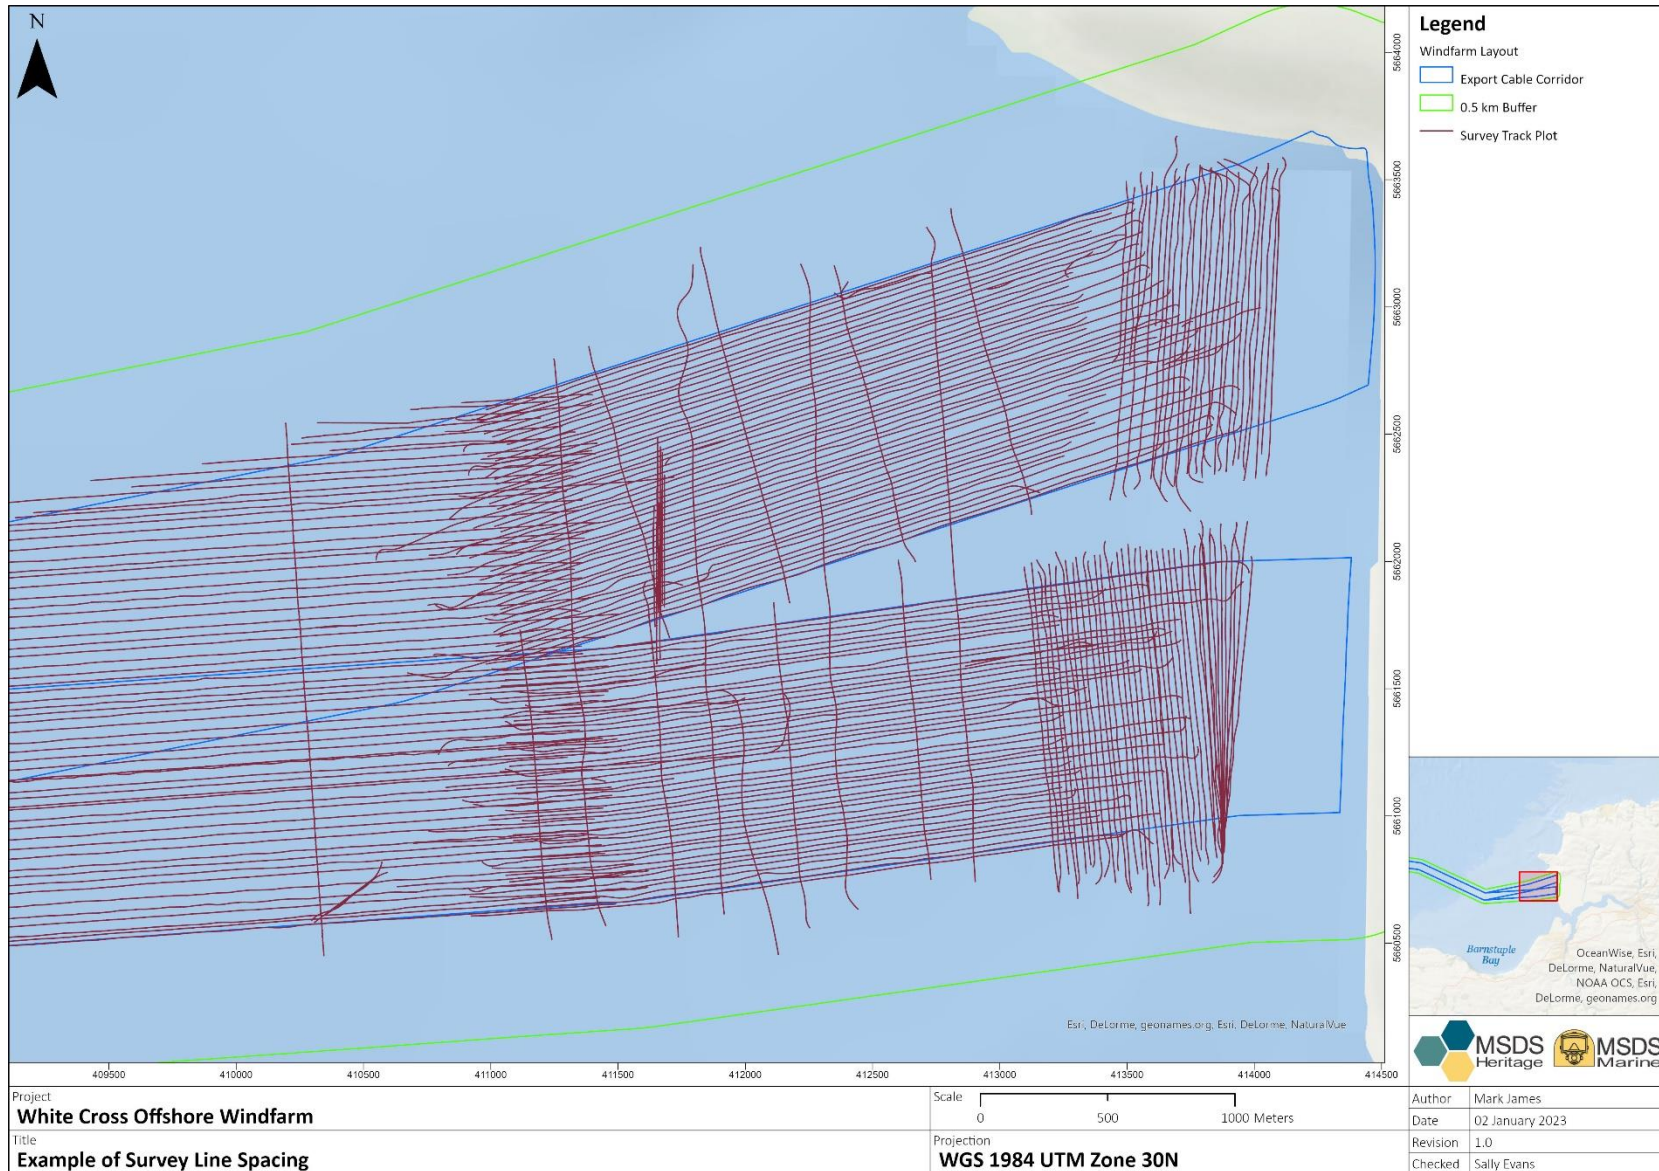 N
Legend
Windfarm Layout
Export Cable Corridor
0.5 km Buffer
Survey Track Plot
5664000
5663500
5663000
5662500
5662000
5661500
5661000
5660500
Barnstaple
Bay
OceanWise, Esri,
DeLorme, NaturalVue,
NOAA OCS, Esri,
DeLorme, geonames.org
Esri, DeLorme, geonames.org, Esri, DeLorme, NaturalVue
409500 410000 410500 411000 411500 412000 412500 413000 413500 414000 414500
MSDS
Heritage
MSDS
Marine
Project
White Cross Offshore Windfarm
Scale
0 500 1000 Meters
Title
Example of Survey Line Spacing
Projection
WGS 1984 UTM Zone 30N
Author Mark James
Date 02 January 2023
Revision 1.0
Checked Sally Evans